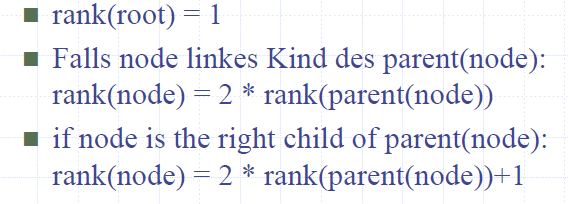 rank(root) = 1
Falls node linkes Kind des parent(node):
rank(node) = 2 * rank(parent(node))
if node is the right child of parent(node):
rank(node) = 2 * rank(parent(node))+1